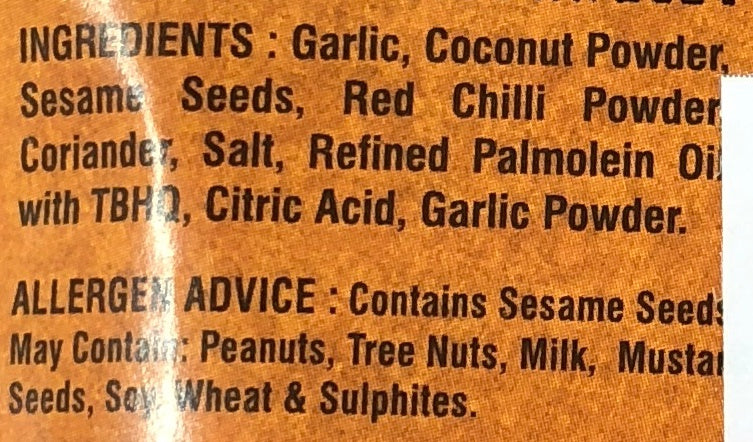 INGREDIENTS : Garlic, Coconut Powder,
Sesame Seeds, Red Chilli Powder
Coriander, Salt, Refined Palmolein Oil
with TBHQ, Citric Acid, Garlic Powder.
ALLERGEN ADVICE : Contains Sesame Seeds
May Contain: Peanuts, Tree Nuts, Milk, Mustar
Seeds, Soy, Wheat & Sulphites.